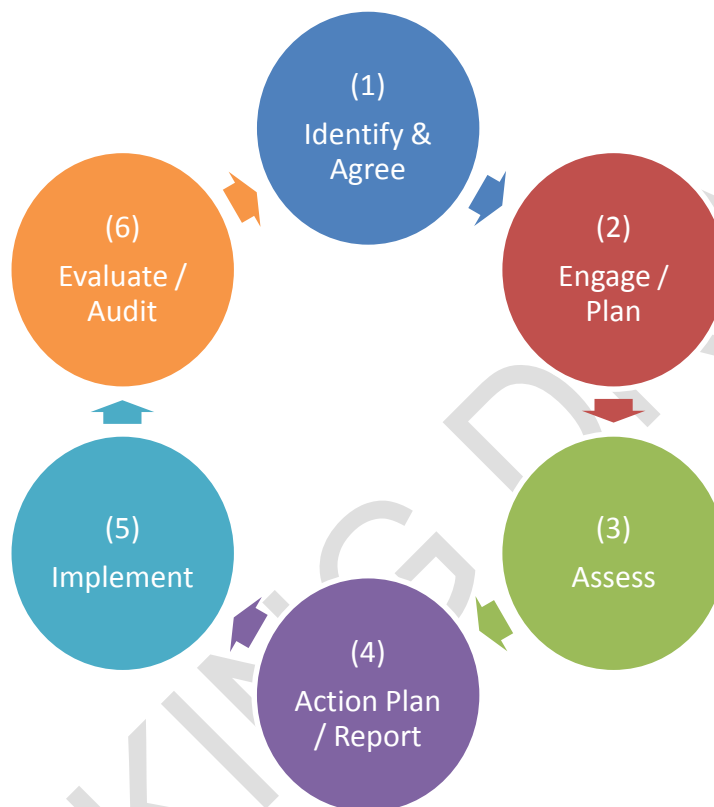 (1)
Identify &
Agree
(2)
Engage /
Plan
(3)
Assess
(4)
Action Plan
/ Report
(5)
Implement
(6)
Evaluate /
Audit